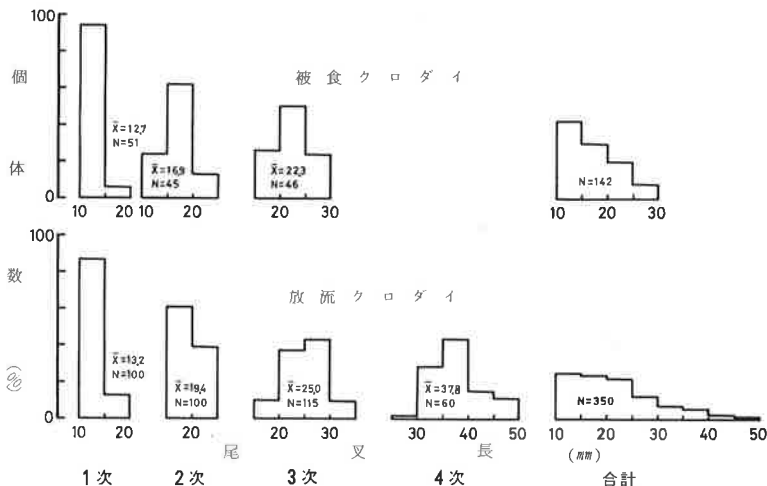 100
個
体
0
被食クロダイ
X̄=12,7
N=51
X̄=16,9
N=45
X̄=22,3
N=46
N=142
10 20 10 20 20 30 10 20 30
100
数
(%)
0
放流クロダイ
X̄=13,2
N=100
X̄=19,4
N=100
X̄=25,0
N=115
X̄=37,8
N=60
N=350
10 20 20 20 30 30 40 50 10 20 30 40 50
尾 叉 長 (mm)
1次 2次 3次 4次 合計